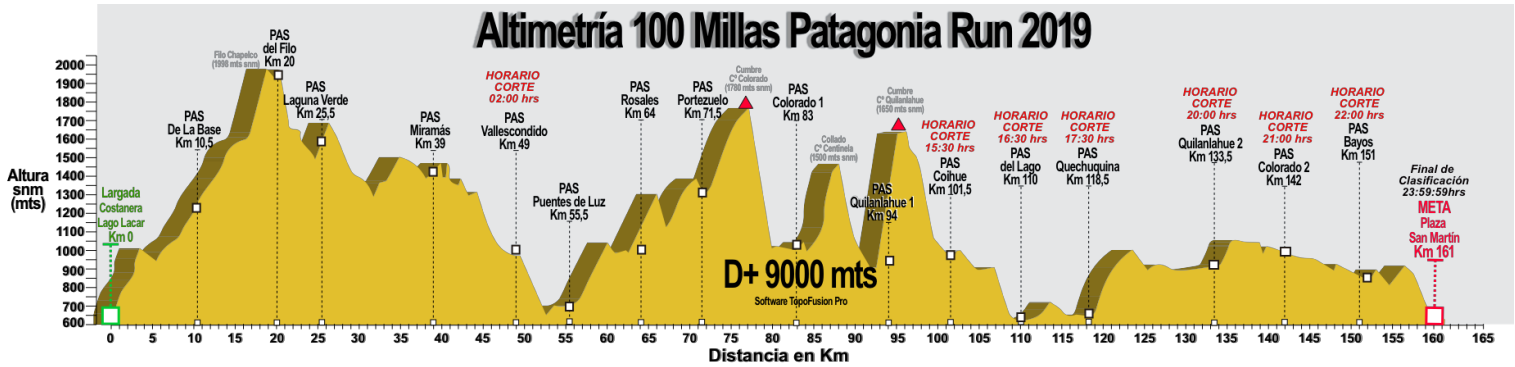 Altimetría 100 Millas Patagonia Run 2019
Altura
snm
(mts)
2000
1900
1800
1700
1600
1500
1400
1300
1200
1100
1000
900
800
700
600
Largada
Costanera
Lago Lacar
Km 0
PAS
De La Base
Km 10,5
Filo Chapelco
(1998 mts snm)
PAS
del Filo
Km 20
PAS
Laguna Verde
Km 25,5
PAS
Miramás
Km 39
HORARIO
CORTE
02:00 hrs
PAS
Vallescondido
Km 49
PAS
Puentes de Luz
Km 55,5
PAS
Rosales
Km 64
PAS
Portezuelo
Km 71,5
Cumbre
Cº Colorado
(1780 mts snm)
PAS
Colorado 1
Km 83
Collado
Cº Centinela
(1500 mts snm)
PAS
Quilanlahue 1
Km 94
Cumbre
Cº Quilanlahue
(1650 mts snm)
HORARIO
CORTE
15:30 hrs
PAS
Coihue
Km 101,5
HORARIO
CORTE
16:30 hrs
PAS
del Lago
Km 110
HORARIO
CORTE
17:30 hrs
PAS
Quechuquina
Km 118,5
HORARIO
CORTE
20:00 hrs
PAS
Quilanlahue 2
Km 133,5
HORARIO
CORTE
21:00 hrs
PAS
Colorado 2
Km 142
HORARIO
CORTE
22:00 hrs
PAS
Bayos
Km 151
Final de
Clasificación
23:59:59hrs
META
Plaza
San Martín
Km 161
D+ 9000 mts
Software TopoFusion Pro
0 5 10 15 20 25 30 35 40 45 50 55 60 65 70 75 80 85 90 95 100 105 110 115 120 125 130 135 140 145 150 155 160 165
Distancia en Km